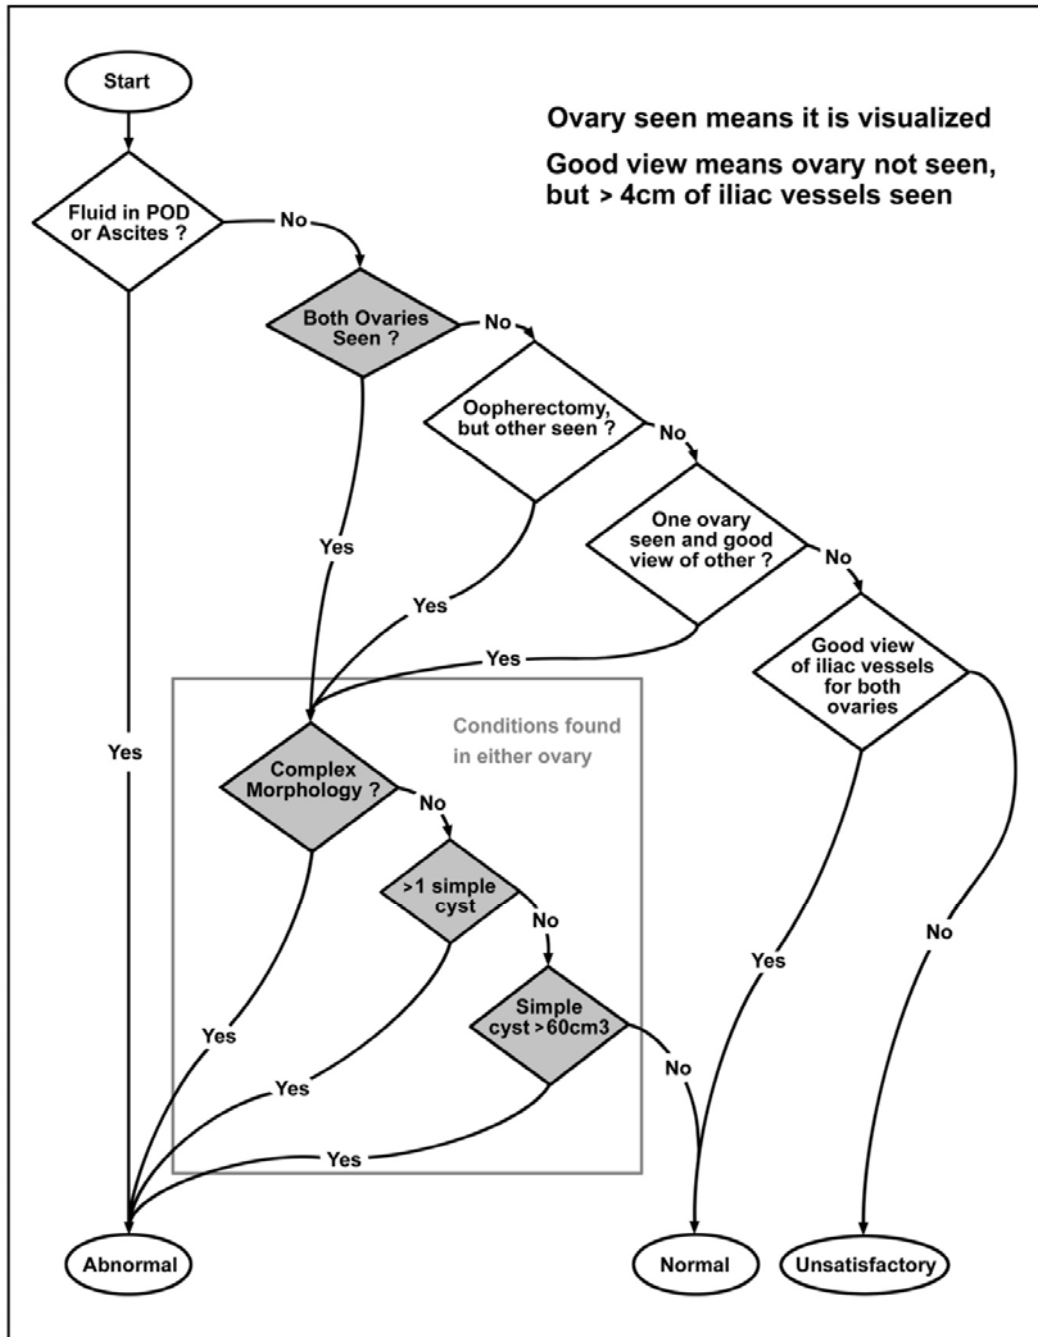 Start
Ovary seen means it is visualized
Good view means ovary not seen,
but > 4cm of iliac vessels seen
Fluid in POD
or Ascites ?
No
Both Ovaries
Seen ?
No
Oopherectomy,
but other seen ?
No
One ovary
seen and good
view of other ?
No
Yes
Yes
Good view
of iliac vessels
for both
ovaries
Yes
Conditions found
in either ovary
Yes
Complex
Morphology ?
No
>1 simple
cyst
No
No
Yes
Simple
cyst >60cm3
Yes
No
Yes
Yes
Abnormal
Normal
Unsatisfactory